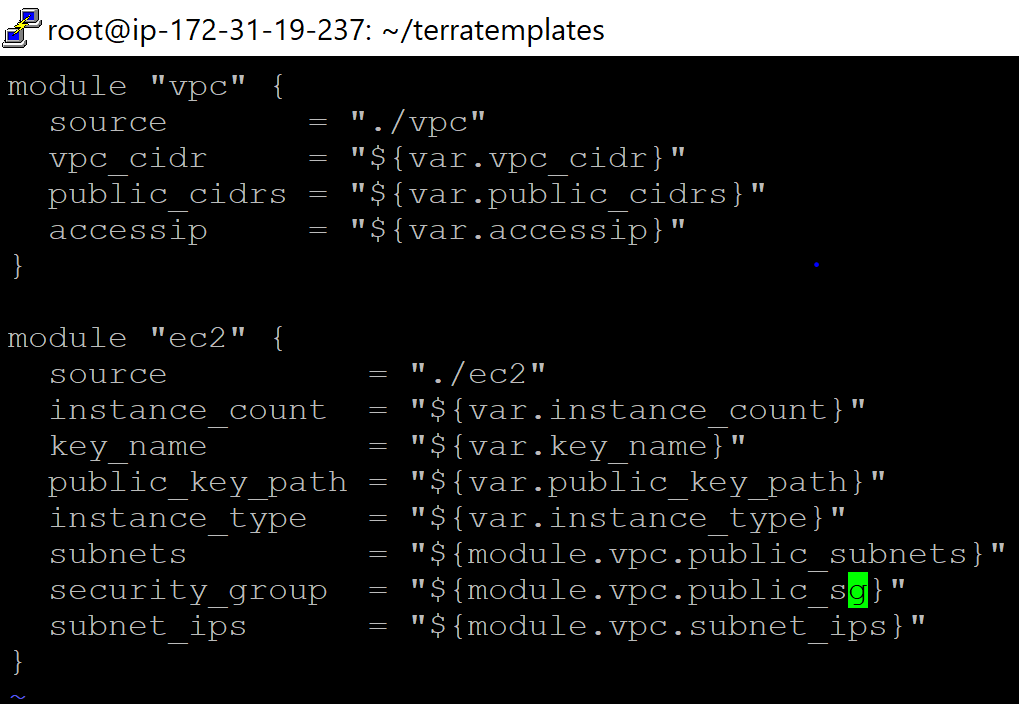 root@ip-172-31-19-237: ~/terratemplates
module "vpc" {
  source       = "./vpc"
  vpc_cidr     = "${var.vpc_cidr}"
  public_cidrs = "${var.public_cidrs}"
  accessip     = "${var.accessip}"
}

module "ec2" {
  source          = "./ec2"
  instance_count  = "${var.instance_count}"
  key_name        = "${var.key_name}"
  public_key_path = "${var.public_key_path}"
  instance_type   = "${var.instance_type}"
  subnets         = "${module.vpc.public_subnets}"
  security_group  = "${module.vpc.public_sg}"
  subnet_ips      = "${module.vpc.subnet_ips}"
}
~